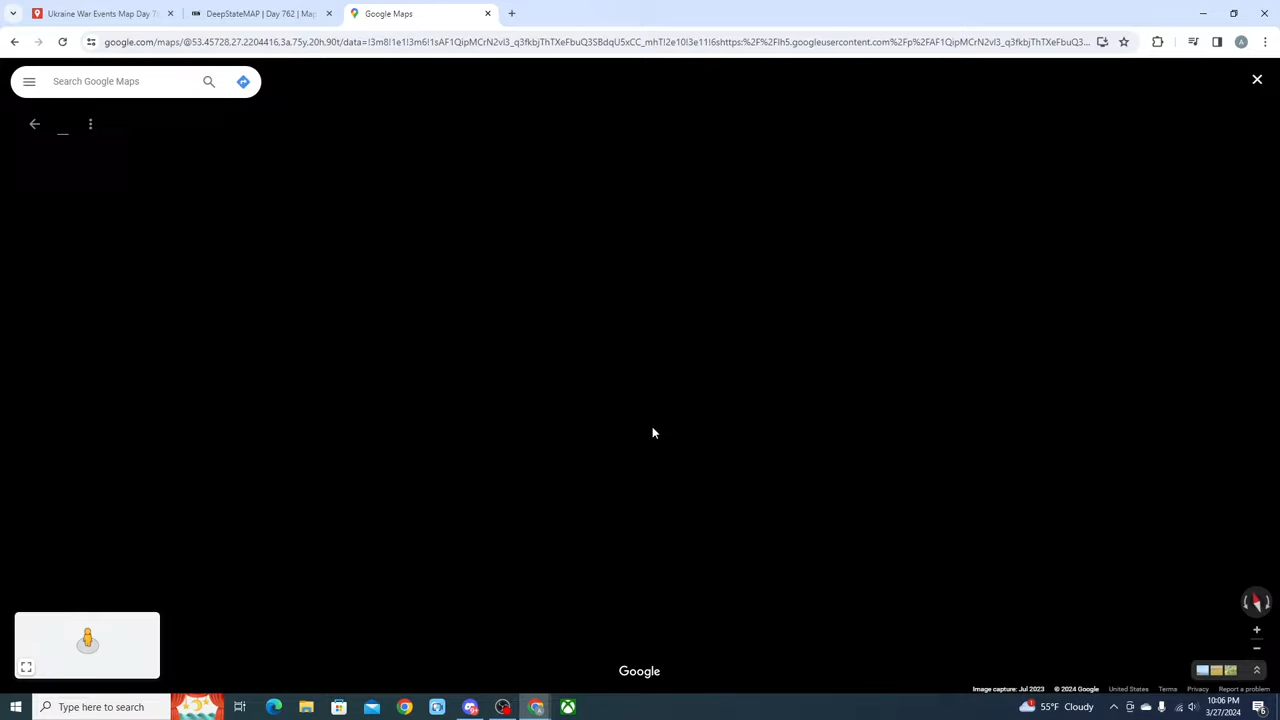 Ukraine War Events Map Day 7
DeepStateMAP | Day 762 | Ma
Google Maps
google.com/maps/@53.45728,27.2204416,3a,75y,20h,90t/data=!3m8!1e1!3m6!1sAF1QipMCrN2vl3_q3fkbjThTXeFbuQ3SBdqU5xCC_mhT!2e10!3e11!6shttps:%2F%2Flh5.googleusercontent.com%2Fp%2FAF1QipMCrN2vl3_q3fkbjThTXeFbuQ3...
Search Google Maps
Google
Image capture: Jul 2023 © 2024 Google United States Terms Privacy Report a problem
Type here to search
55°F Cloudy
10:06 PM
3/27/2024